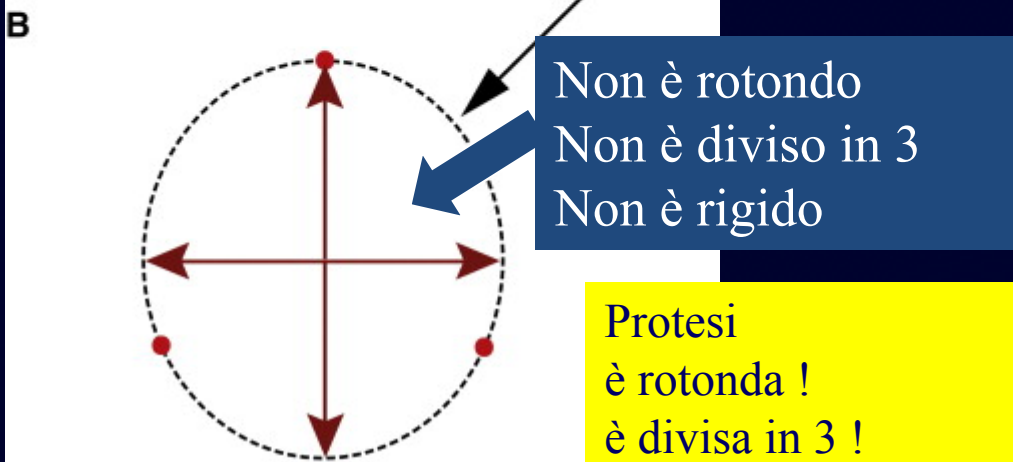 B
Non è rotondo
Non è diviso in 3
Non è rigido
Protesi
è rotonda !
è divisa in 3 !